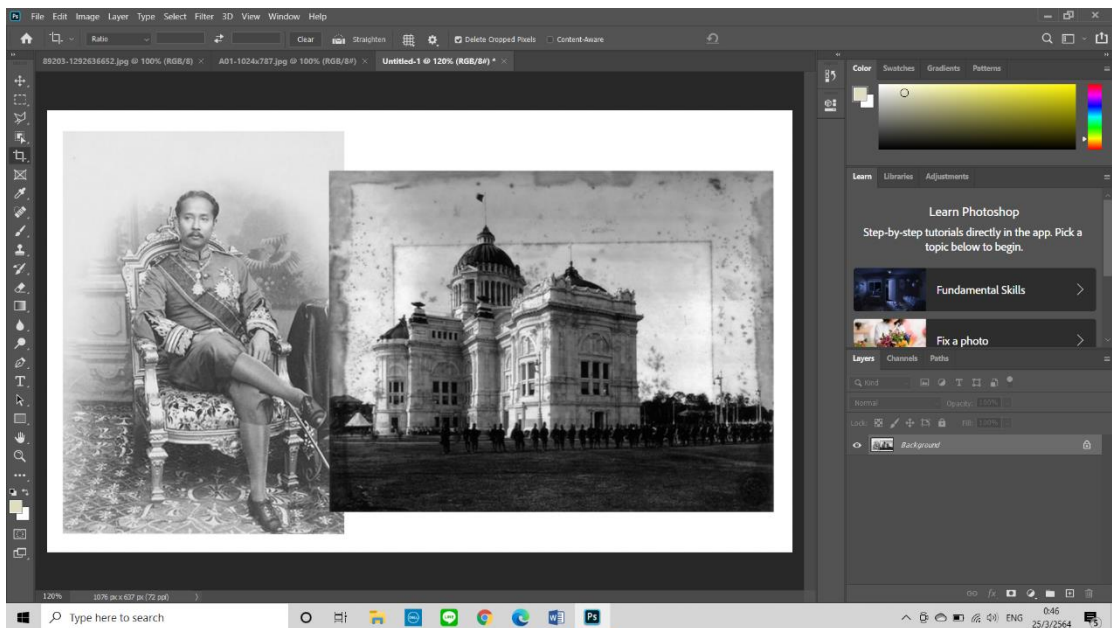 Ps File Edit Image Layer Type Select Filter 3D View Window Help
Ratio Clear Straighten Delete Cropped Pixels Content-Aware
89203-1292636652.jpg @ 100% (RGB/8) × A01-1024x787.jpg @ 100% (RGB/8#) × Untitled-1 @ 120% (RGB/8#) * ×
Color Swatches Gradients Patterns
Learn Libraries Adjustments
Learn Photoshop
Step-by-step tutorials directly in the app. Pick a
topic below to begin.
Fundamental Skills
Fix a photo
Layers Channels Paths
Kind
Normal Opacity: 100%
Lock: Fill: 100%
Background
fx
120% 1076 px x 637 px (72 ppi)
Type here to search
ENG
0:46
25/3/2564